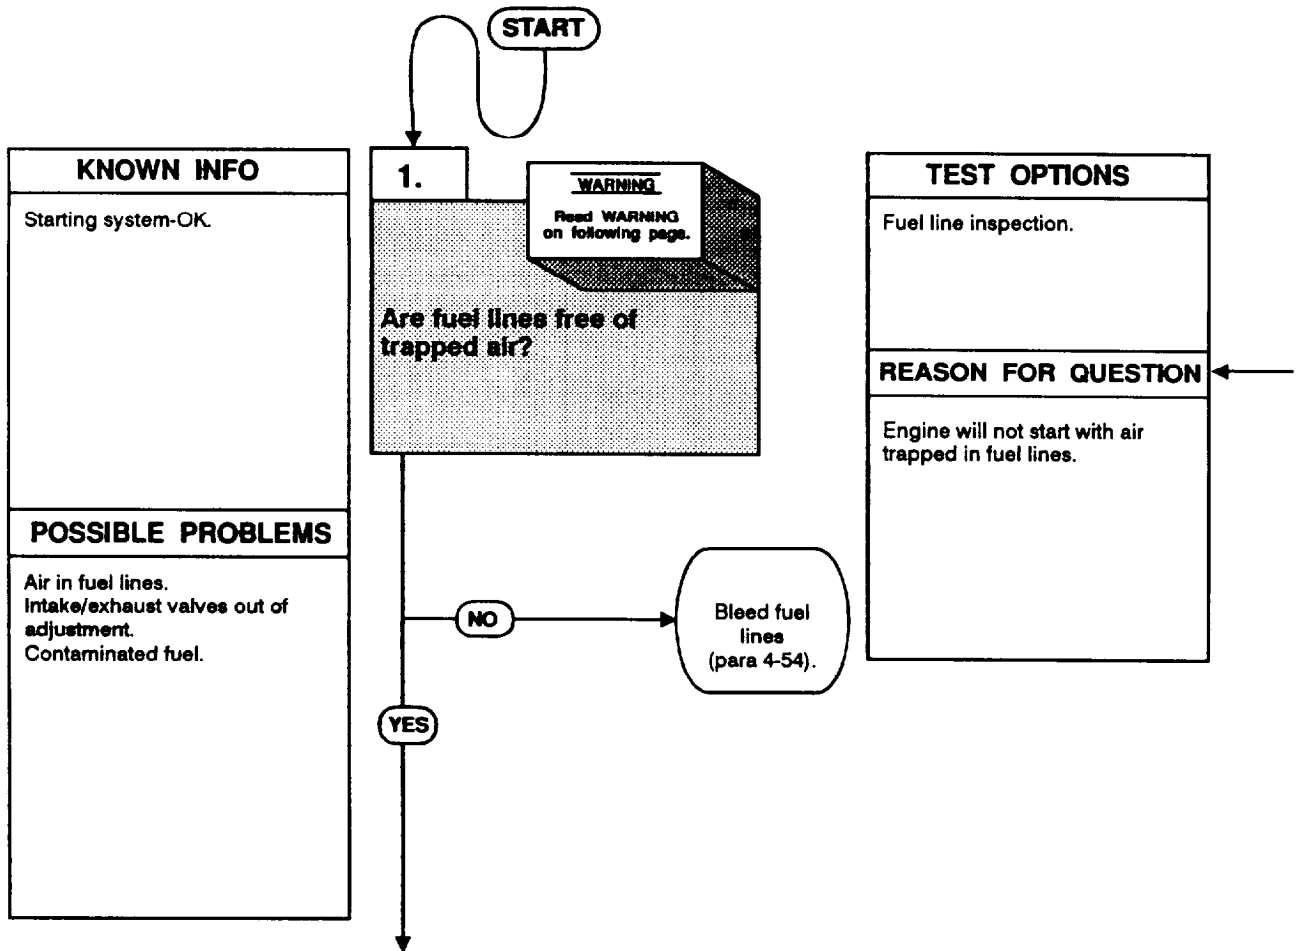 START
KNOWN INFO
Starting system-OK.
POSSIBLE PROBLEMS
Air in fuel lines.
Intake/exhaust valves out of
adjustment.
Contaminated fuel.
1.
WARNING
Read WARNING
on following page.
Are fuel lines free of
trapped air?
NO
Bleed fuel
lines
(para 4-54).
YES
TEST OPTIONS
Fuel line inspection.
REASON FOR QUESTION
Engine will not start with air
trapped in fuel lines.